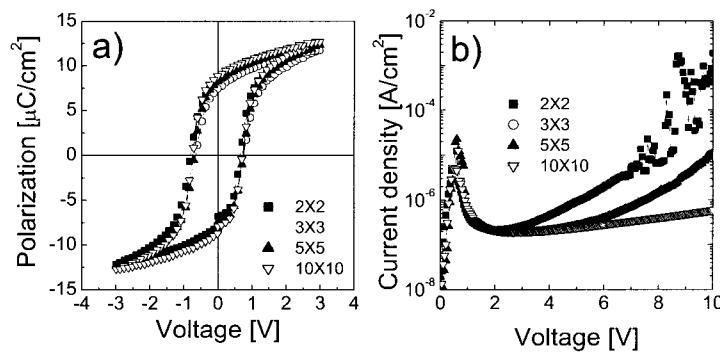 a)
Polarization [μC/cm²]
15
10
5
0
-5
-10
-15
-4 -3 -2 -1 0 1 2 3 4
Voltage [V]
2X2
3X3
5X5
10X10
b)
Current density [A/cm²]
10⁻²
10⁻⁴
10⁻⁶
10⁻⁸
0 2 4 6 8 10
Voltage [V]
2X2
3X3
5X5
10X10